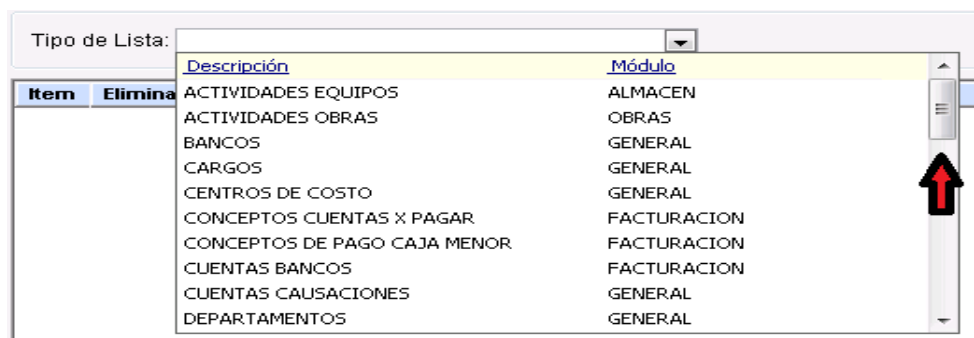 Tipo de Lista:
Descripción Módulo
Item Elimina
ACTIVIDADES EQUIPOS ALMACEN
ACTIVIDADES OBRAS OBRAS
BANCOS GENERAL
CARGOS GENERAL
CENTROS DE COSTO GENERAL
CONCEPTOS CUENTAS X PAGAR FACTURACION
CONCEPTOS DE PAGO CAJA MENOR FACTURACION
CUENTAS BANCOS FACTURACION
CUENTAS CAUSACIONES GENERAL
DEPARTAMENTOS GENERAL